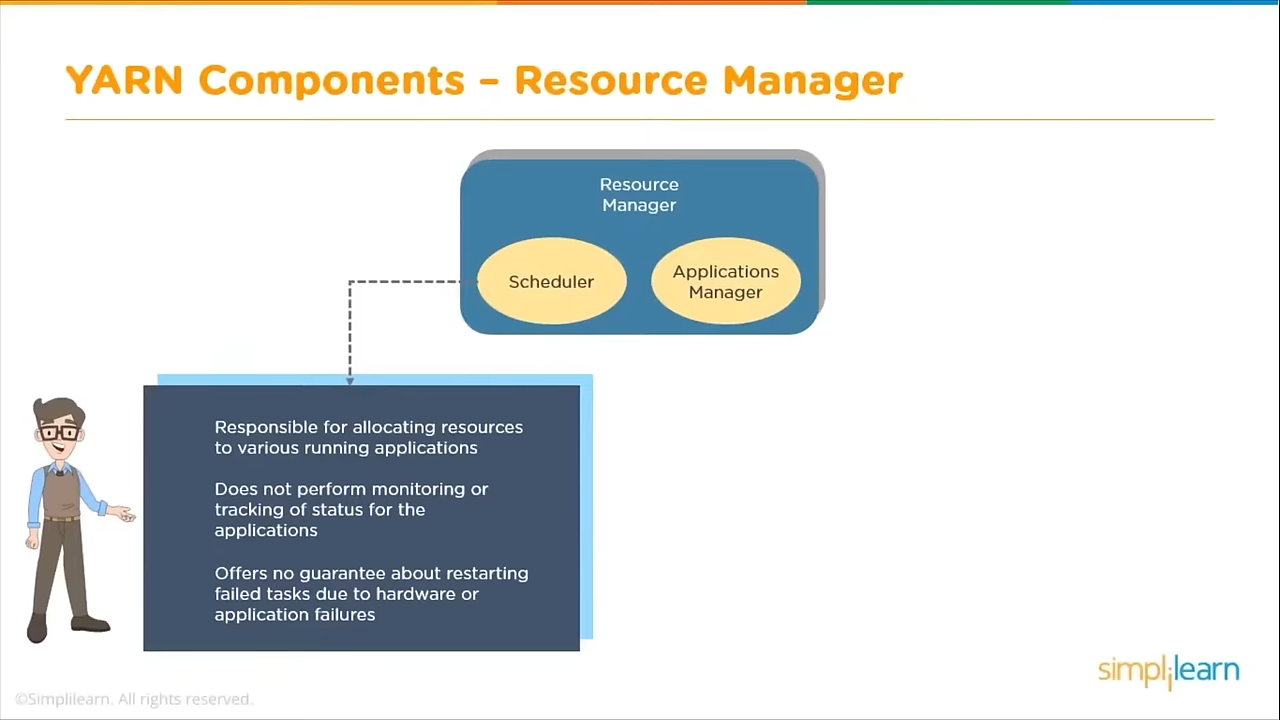 YARN Components – Resource Manager
Resource
Manager
Scheduler
Applications
Manager
Responsible for allocating resources
to various running applications
Does not perform monitoring or
tracking of status for the
applications
Offers no guarantee about restarting
failed tasks due to hardware or
application failures
simplilearn
©Simplilearn. All rights reserved.